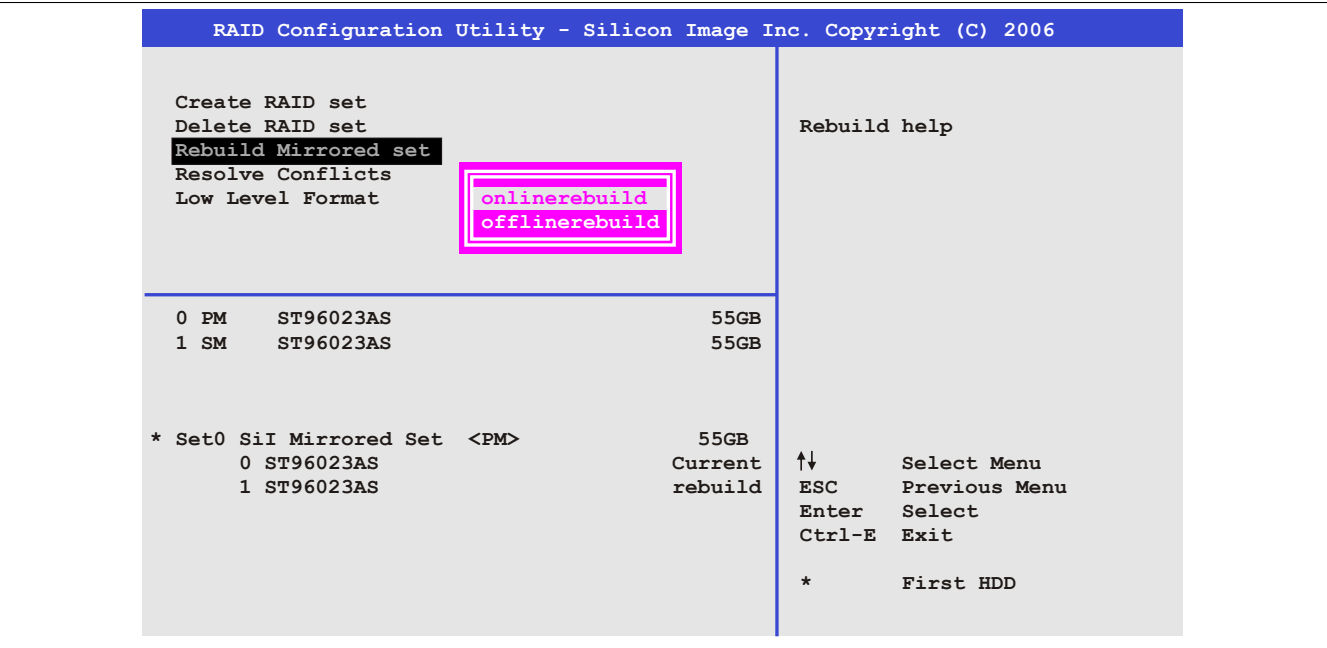 RAID Configuration Utility - Silicon Image Inc. Copyright (C) 2006
Create RAID set
Delete RAID set
Rebuild Mirrored set
Resolve Conflicts
Low Level Format
onlinerebuild
offlinerebuild
Rebuild help
0 PM ST96023AS 55GB
1 SM ST96023AS 55GB
* Set0 SiI Mirrored Set <PM> 55GB
0 ST96023AS Current
1 ST96023AS rebuild
↑↓ Select Menu
ESC Previous Menu
Enter Select
Ctrl-E Exit
* First HDD